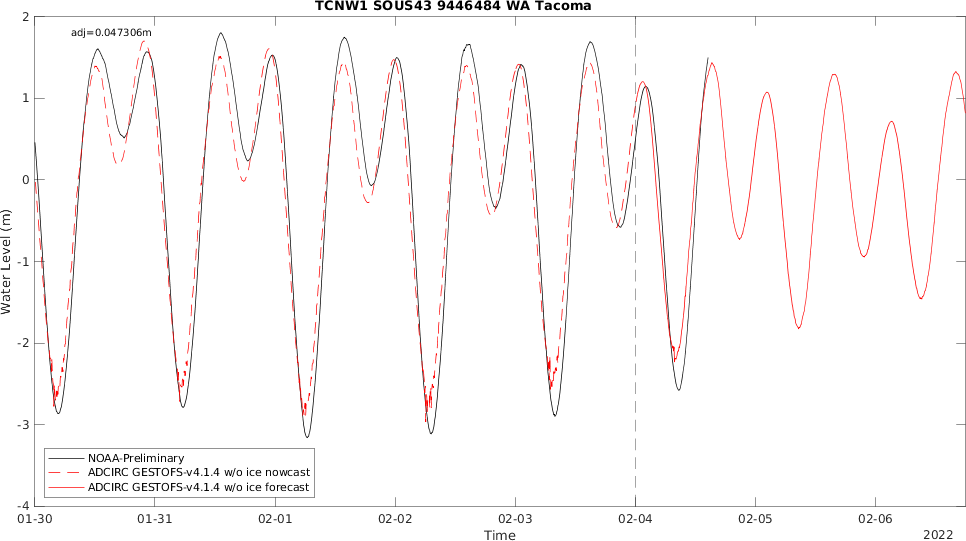 TCNW1 SOUS43 9446484 WA Tacoma
adj=0.047306m
2
1
0
-1
-2
-3
-4
Water Level (m)
NOAA-Preliminary
ADCIRC GESTOFS-v4.1.4 w/o ice nowcast
ADCIRC GESTOFS-v4.1.4 w/o ice forecast
01-30 01-31 02-01 02-02 02-03 02-04 02-05 02-06
Time
2022